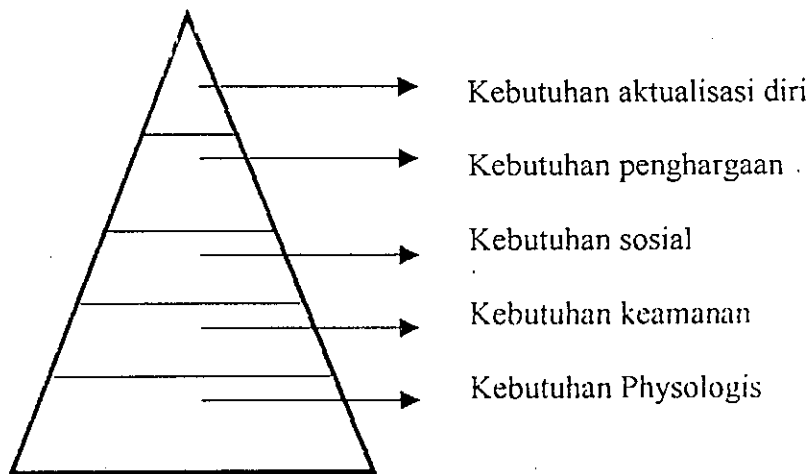 Kebutuhan aktualisasi diri
Kebutuhan penghargaan
Kebutuhan sosial
Kebutuhan keamanan
Kebutuhan Physologis